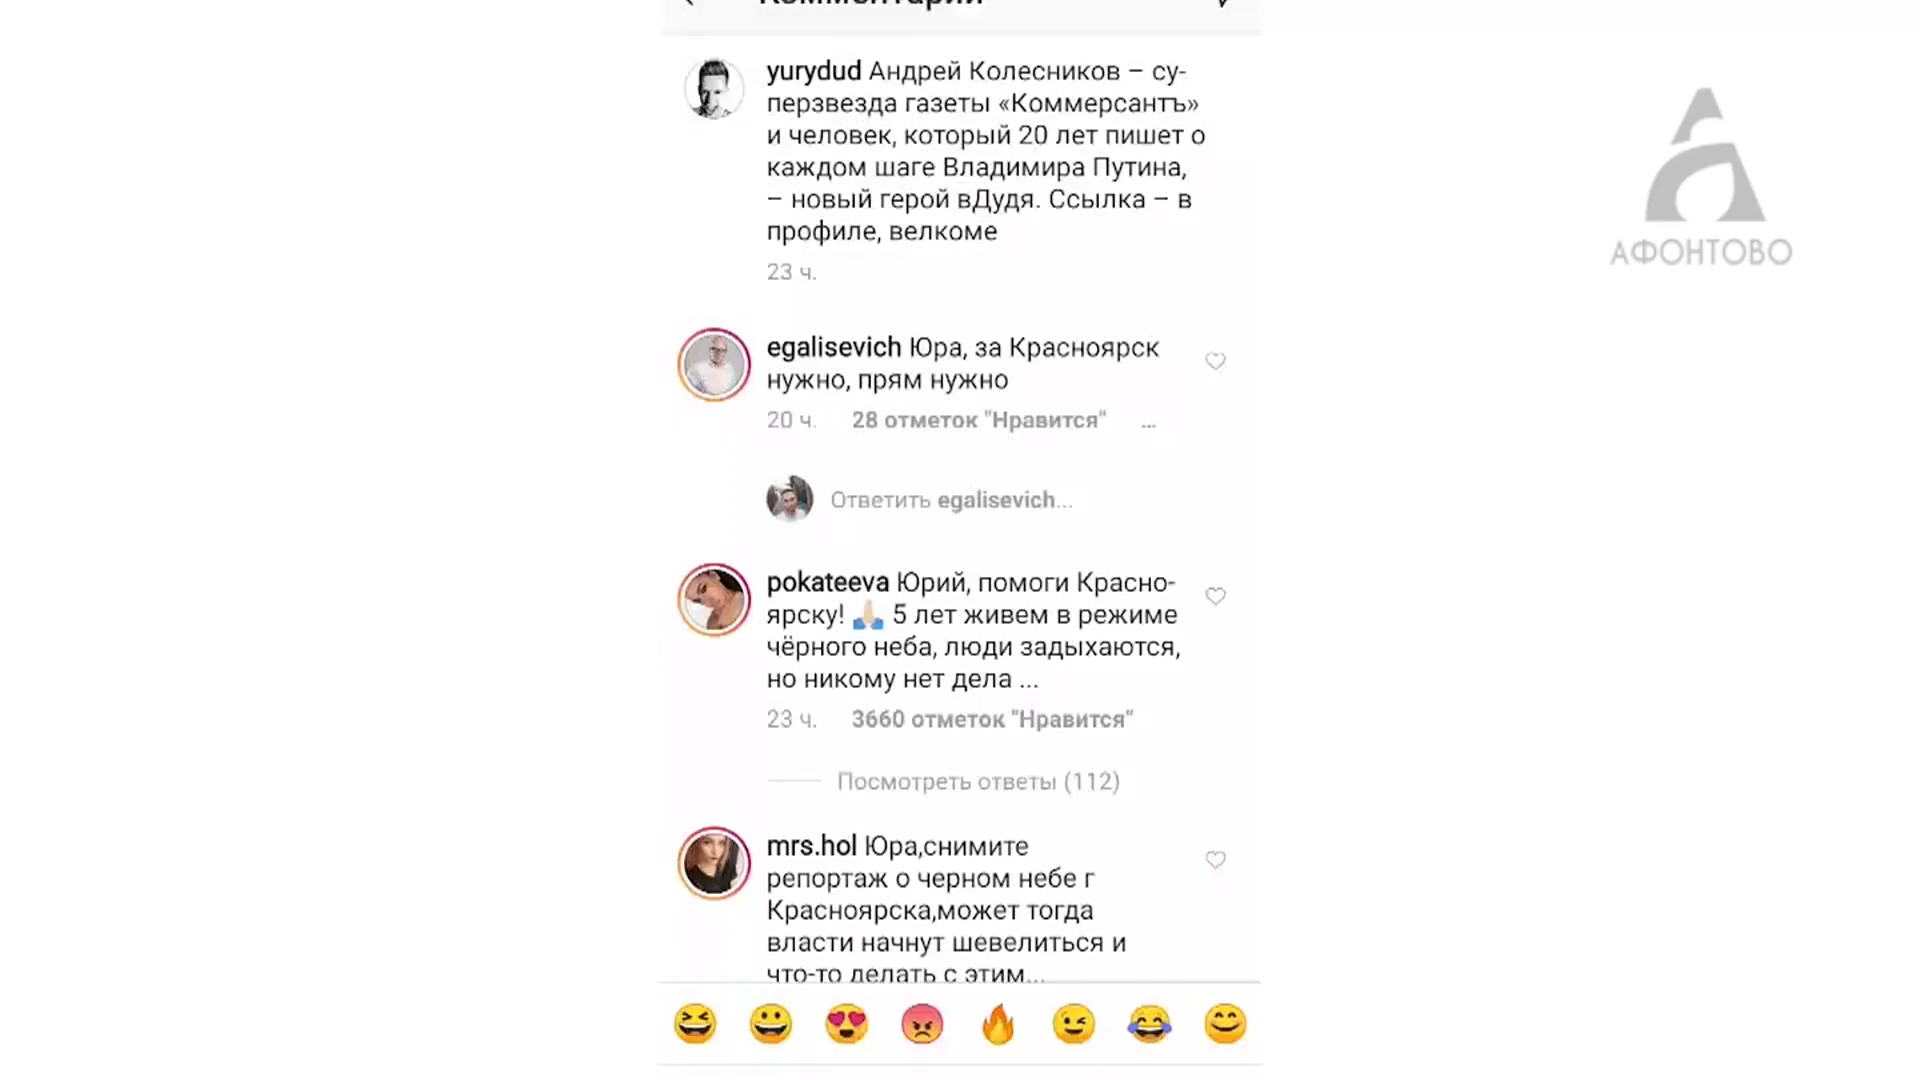 Комментарии
yurydud Андрей Колесников – су-
перзвезда газеты «Коммерсантъ»
и человек, который 20 лет пишет о
каждом шаге Владимира Путина,
– новый герой вДудя. Ссылка – в
профиле, велкоме
23 ч.
АФОНТОВО
egalisevich Юра, за Красноярск
нужно, прям нужно
20 ч. 28 отметок "Нравится" ...
Ответить egalisevich...
pokateeva Юрий, помоги Красно-
ярску! 🙏🏻 5 лет живем в режиме
чёрного неба, люди задыхаются,
но никому нет дела ...
23 ч. 3660 отметок "Нравится"
Посмотреть ответы (112)
mrs.hol Юра,снимите
репортаж о черном небе г
Красноярска,может тогда
власти начнут шевелиться и
что-то делать с этим...